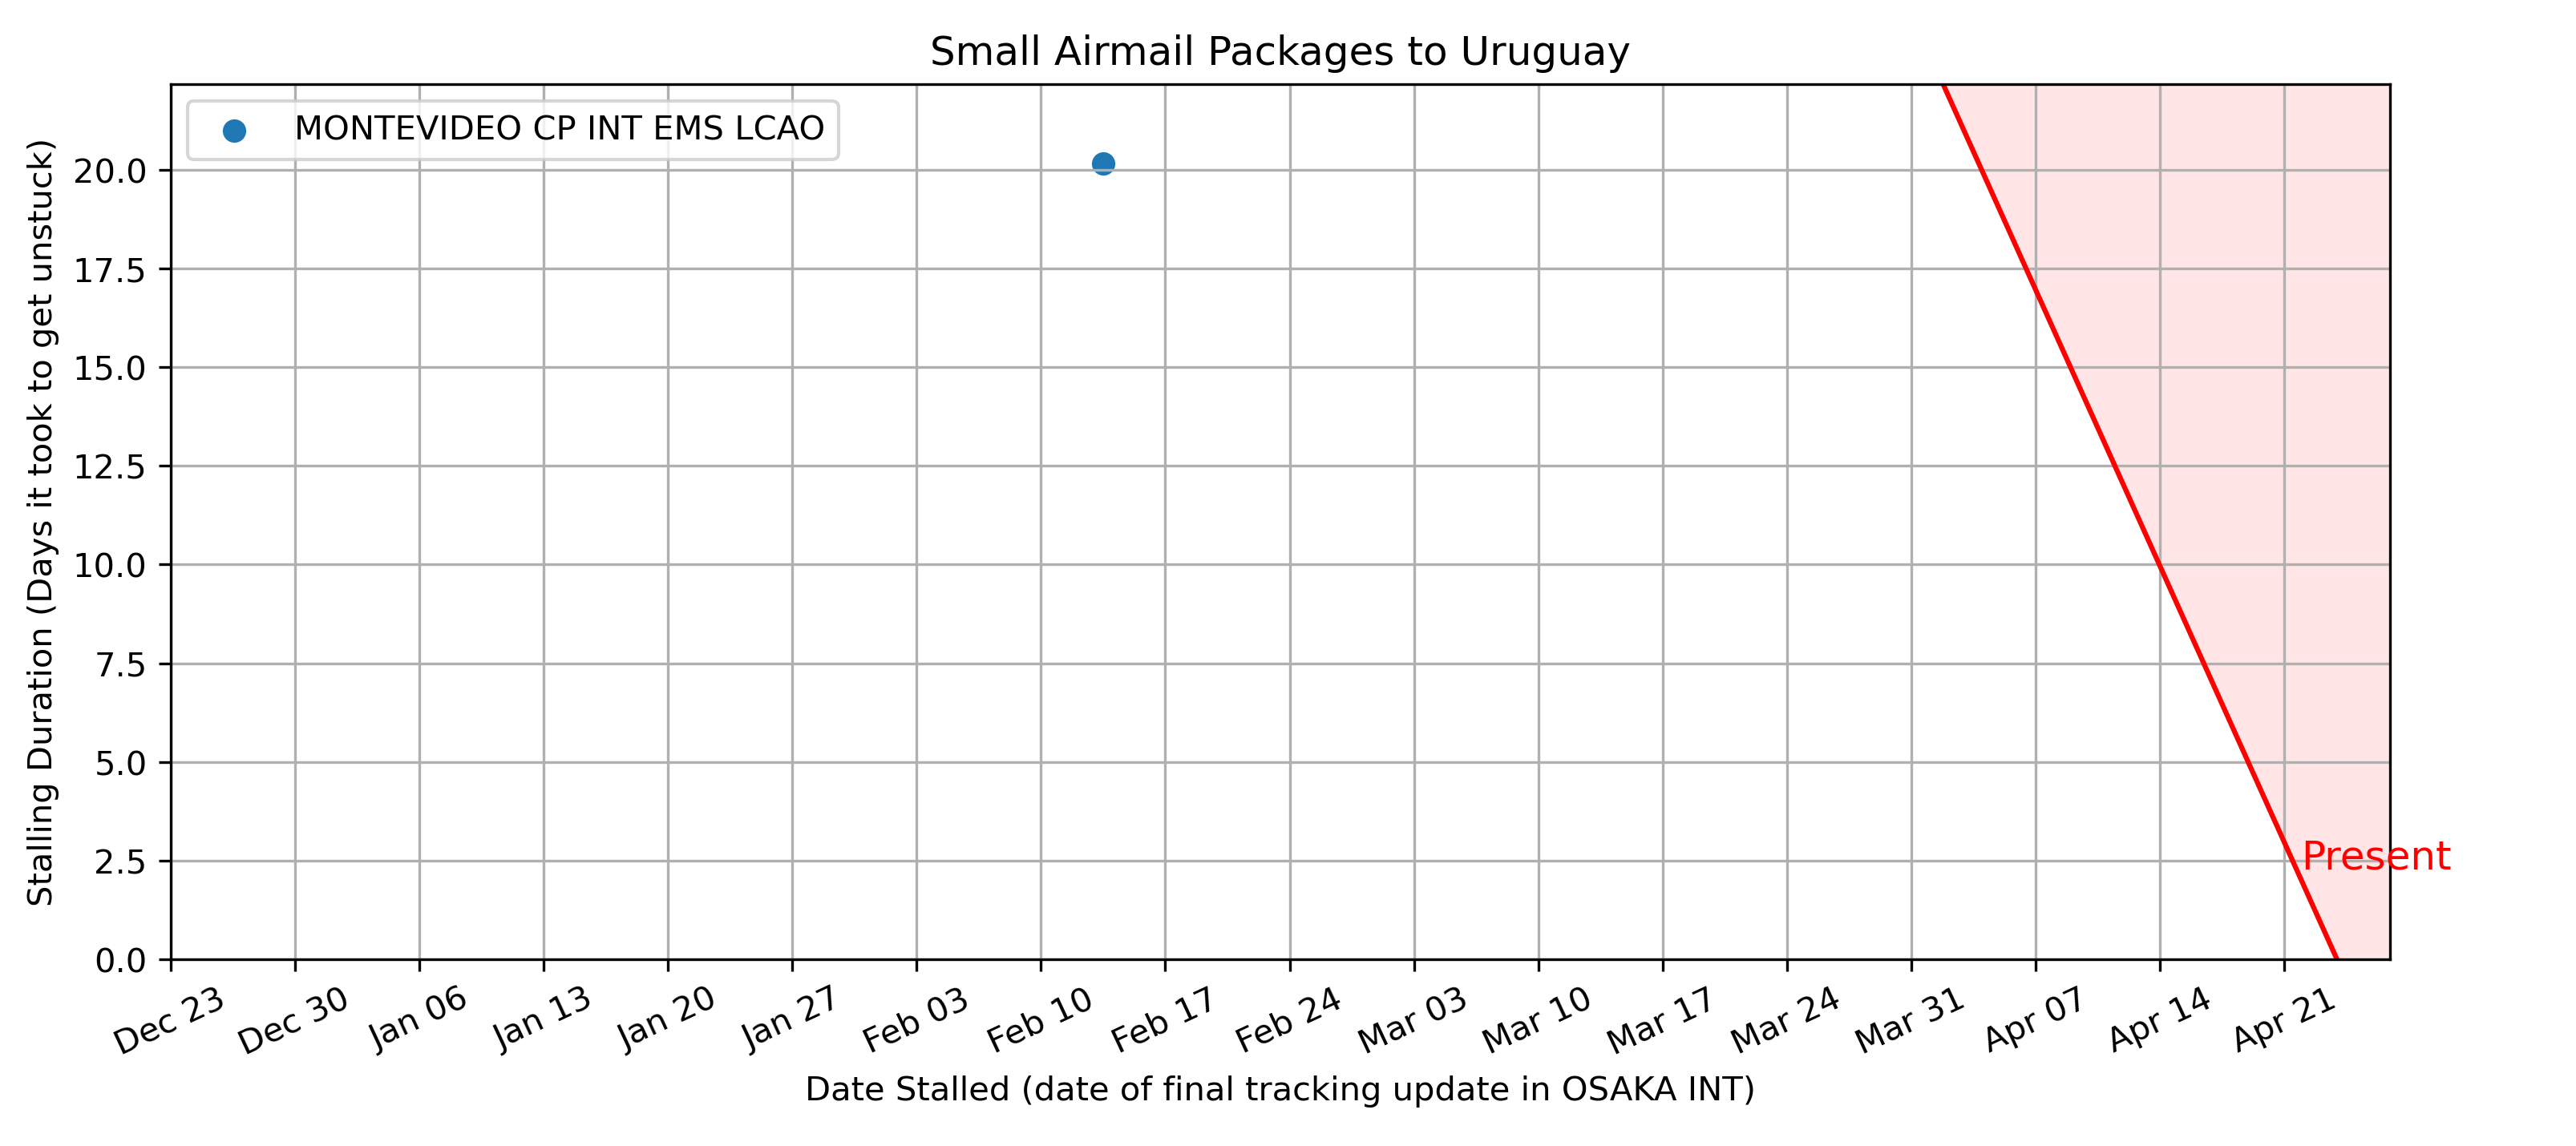 Small Airmail Packages to Uruguay
MONTEVIDEO CP INT EMS LCAO
Stalling Duration (Days it took to get unstuck)
20.0
17.5
15.0
12.5
10.0
7.5
5.0
2.5
0.0
Present
Dec 23 Dec 30 Jan 06 Jan 13 Jan 20 Jan 27 Feb 03 Feb 10 Feb 17 Feb 24 Mar 03 Mar 10 Mar 17 Mar 24 Mar 31 Apr 07 Apr 14 Apr 21
Date Stalled (date of final tracking update in OSAKA INT)